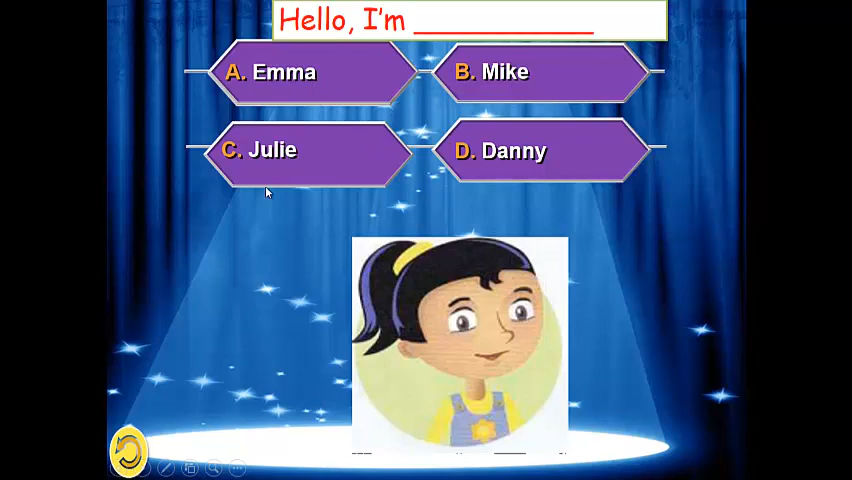 Hello, I'm ___________
A. Emma
B. Mike
C. Julie
D. Danny